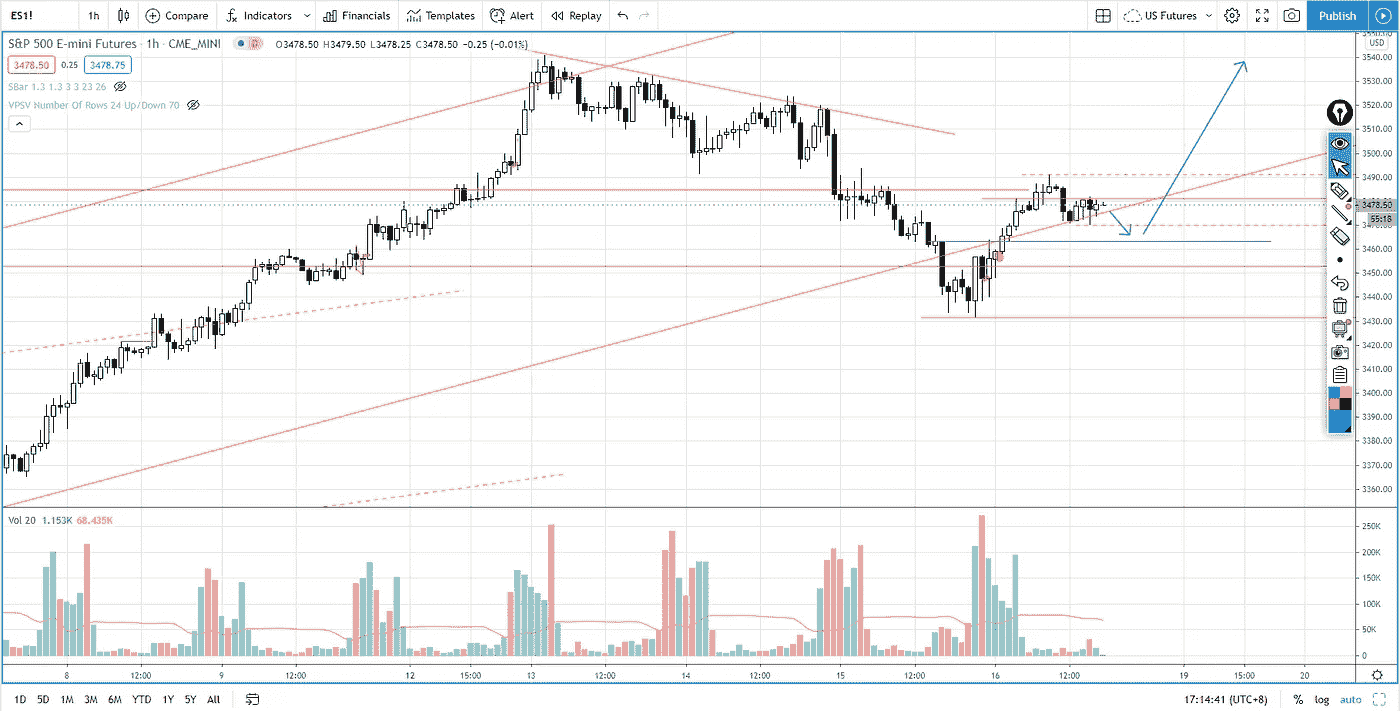 ES1! 1h Compare Indicators Financials Templates Alert Replay US Futures Publish
S&P 500 E-mini Futures · 1h · CME_MINI O3478.50 H3479.50 L3478.25 C3478.50 -0.25 (-0.01%)
3478.50 0.25 3478.75
SBar 1.3 1.3 3 3 23 26
VPSV Number Of Rows 24 Up/Down 70
USD
3540.00
3530.00
3520.00
3510.00
3500.00
3490.00
3478.50
55:18
3460.00
3450.00
3440.00
3430.00
3420.00
3410.00
3400.00
3390.00
3380.00
3370.00
3360.00
Vol 20 1.153K 68.435K
250K
200K
150K
100K
50K
0
8 12:00 9 12:00 12 15:00 13 12:00 14 12:00 15 12:00 16 12:00 19 15:00 20
1D 5D 1M 3M 6M YTD 1Y 5Y All 17:14:41 (UTC+8) % log auto